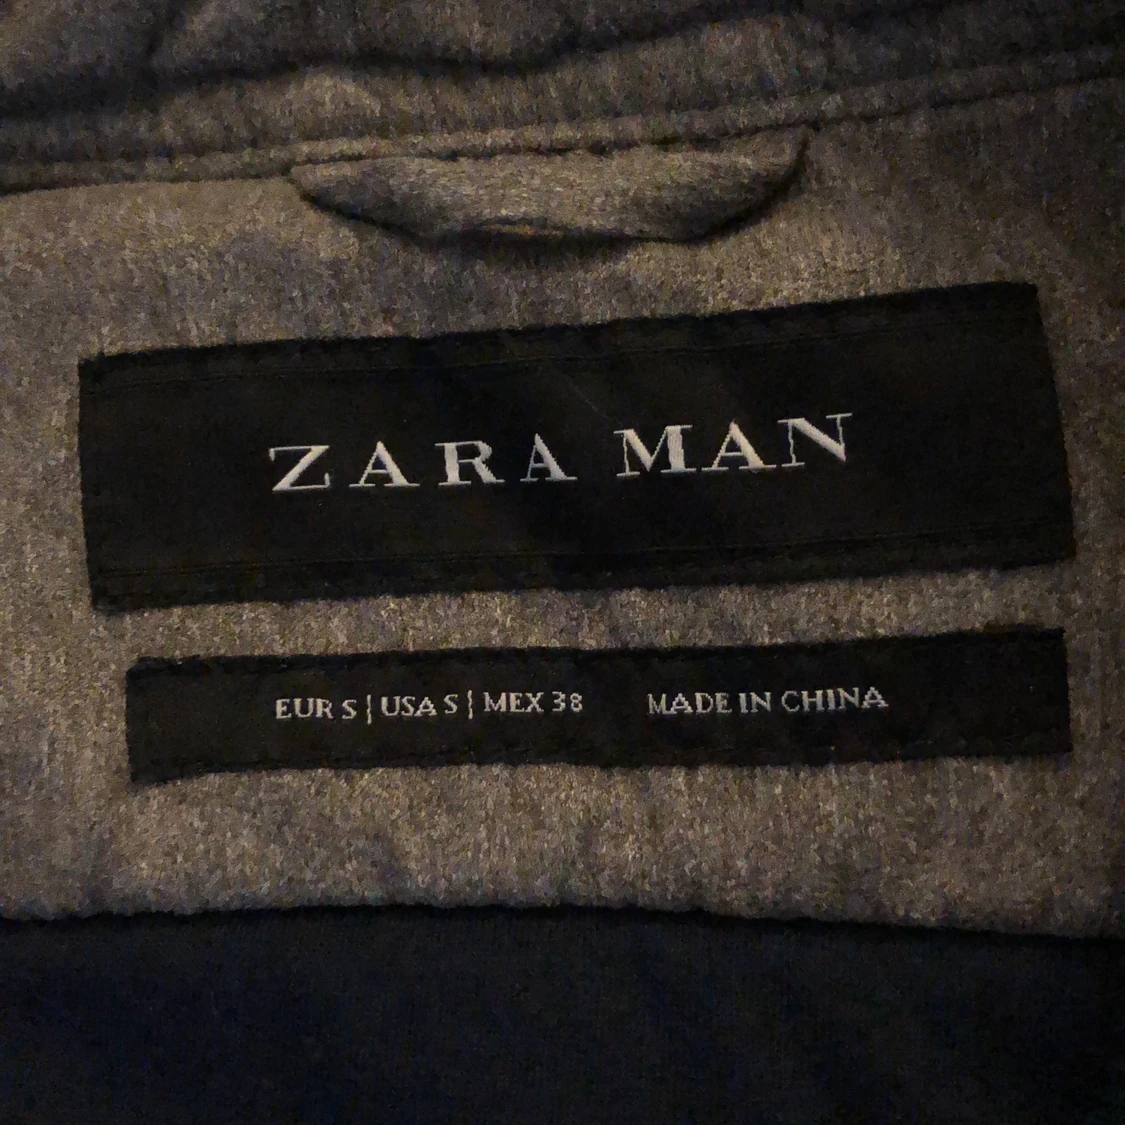 ZARA MAN
EUR S | USA S | MEX 38 MADE IN CHINA